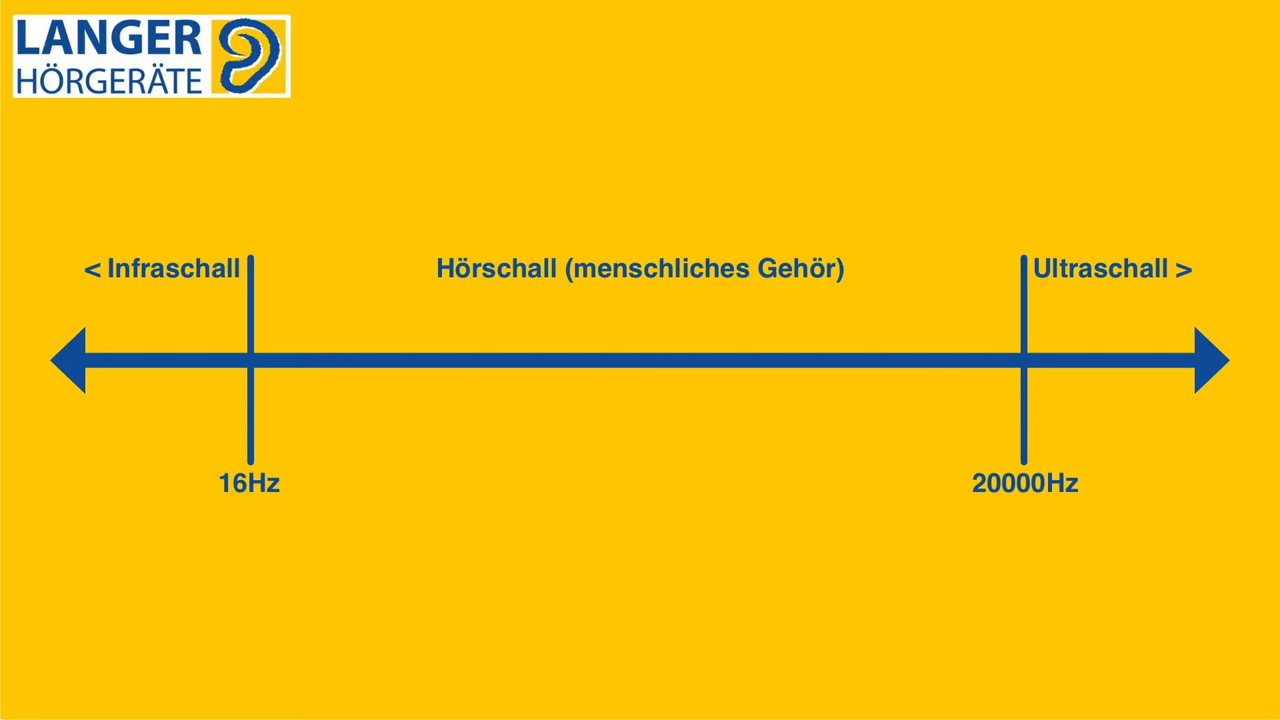 LANGER
HÖRGERÄTE
< Infraschall
Hörschall (menschliches Gehör)
Ultraschall >
16Hz
20000Hz